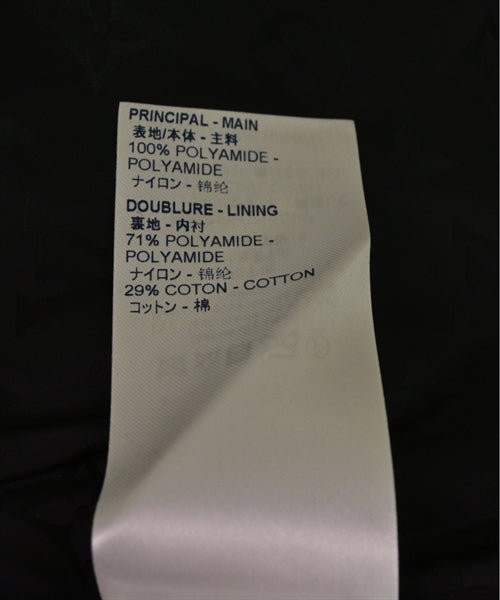 PRINCIPAL - MAIN
表地/本体 - 主料
100% POLYAMIDE -
POLYAMIDE
ナイロン - 锦纶
DOUBLURE - LINING
裏地 - 内衬
71% POLYAMIDE -
POLYAMIDE
ナイロン - 锦纶
29% COTON - COTTON
コットン - 棉